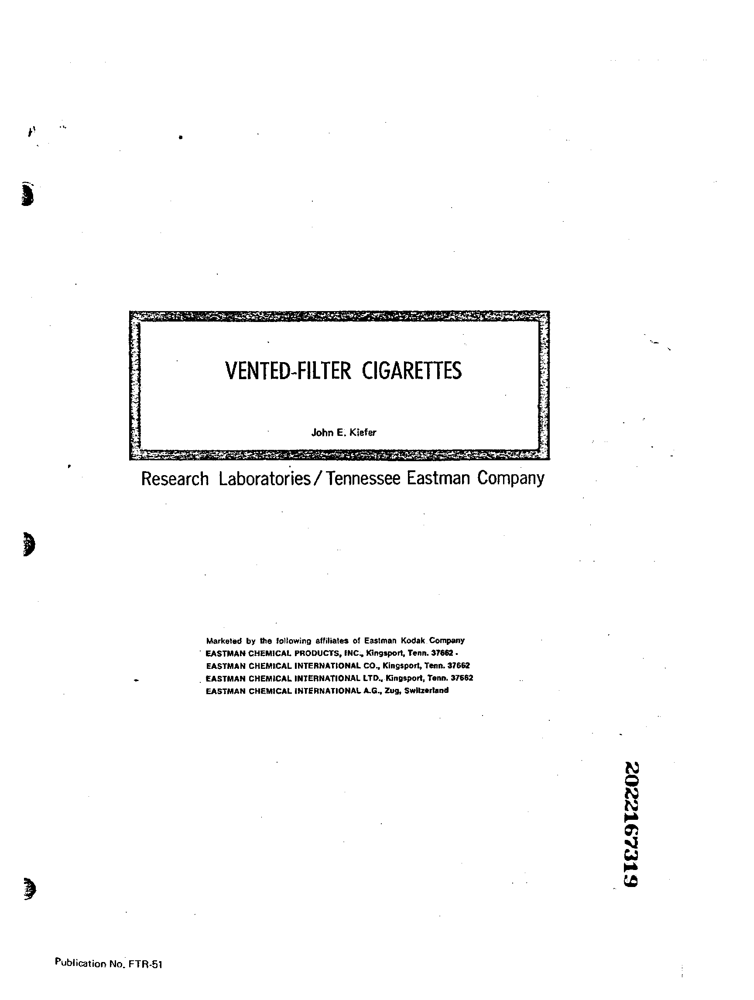 VENTED-FILTER CIGARETTES
John E. Kiefer
Research Laboratories/Tennessee Eastman Company
Marketed by the following affiliates of Eastman Kodak Company
EASTMAN CHEMICAL PRODUCTS, INC., Kingsport, Tenn. 37662 .
EASTMAN CHEMICAL INTERNATIONAL CO., Kingsport, Tenn. 37662
EASTMAN CHEMICAL INTERNATIONAL LTD., Kingsport, Tenn. 37662
EASTMAN CHEMICAL INTERNATIONAL A.G., Zug, Switzerland
2022167319
Publication No. FTR-51